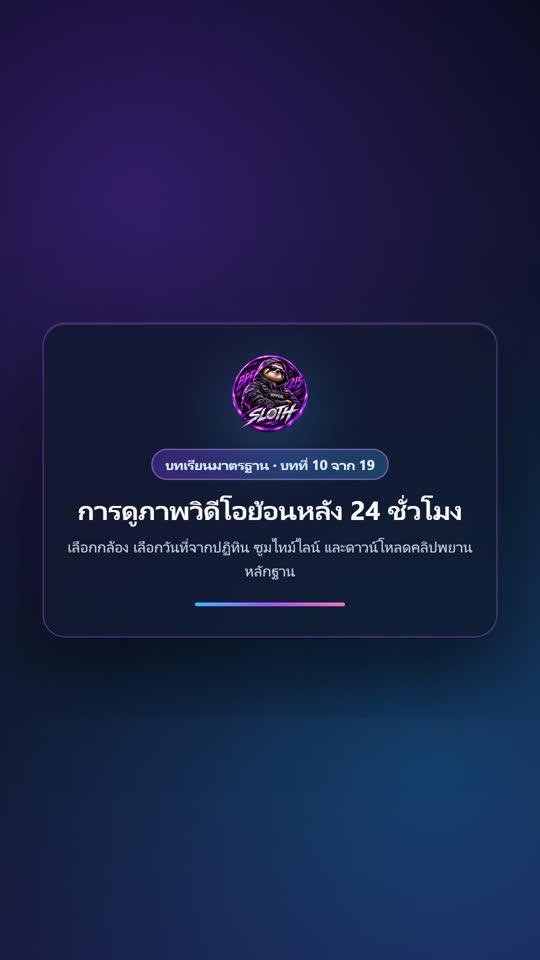 SLOTH
บทเรียนมาตรฐาน · บทที่ 10 จาก 19
การดูภาพวิดีโอย้อนหลัง 24 ชั่วโมง
เลือกกล้อง เลือกวันที่จากปฏิทิน ซูมไทม์ไลน์ และดาวน์โหลดคลิปพยาน
หลักฐาน